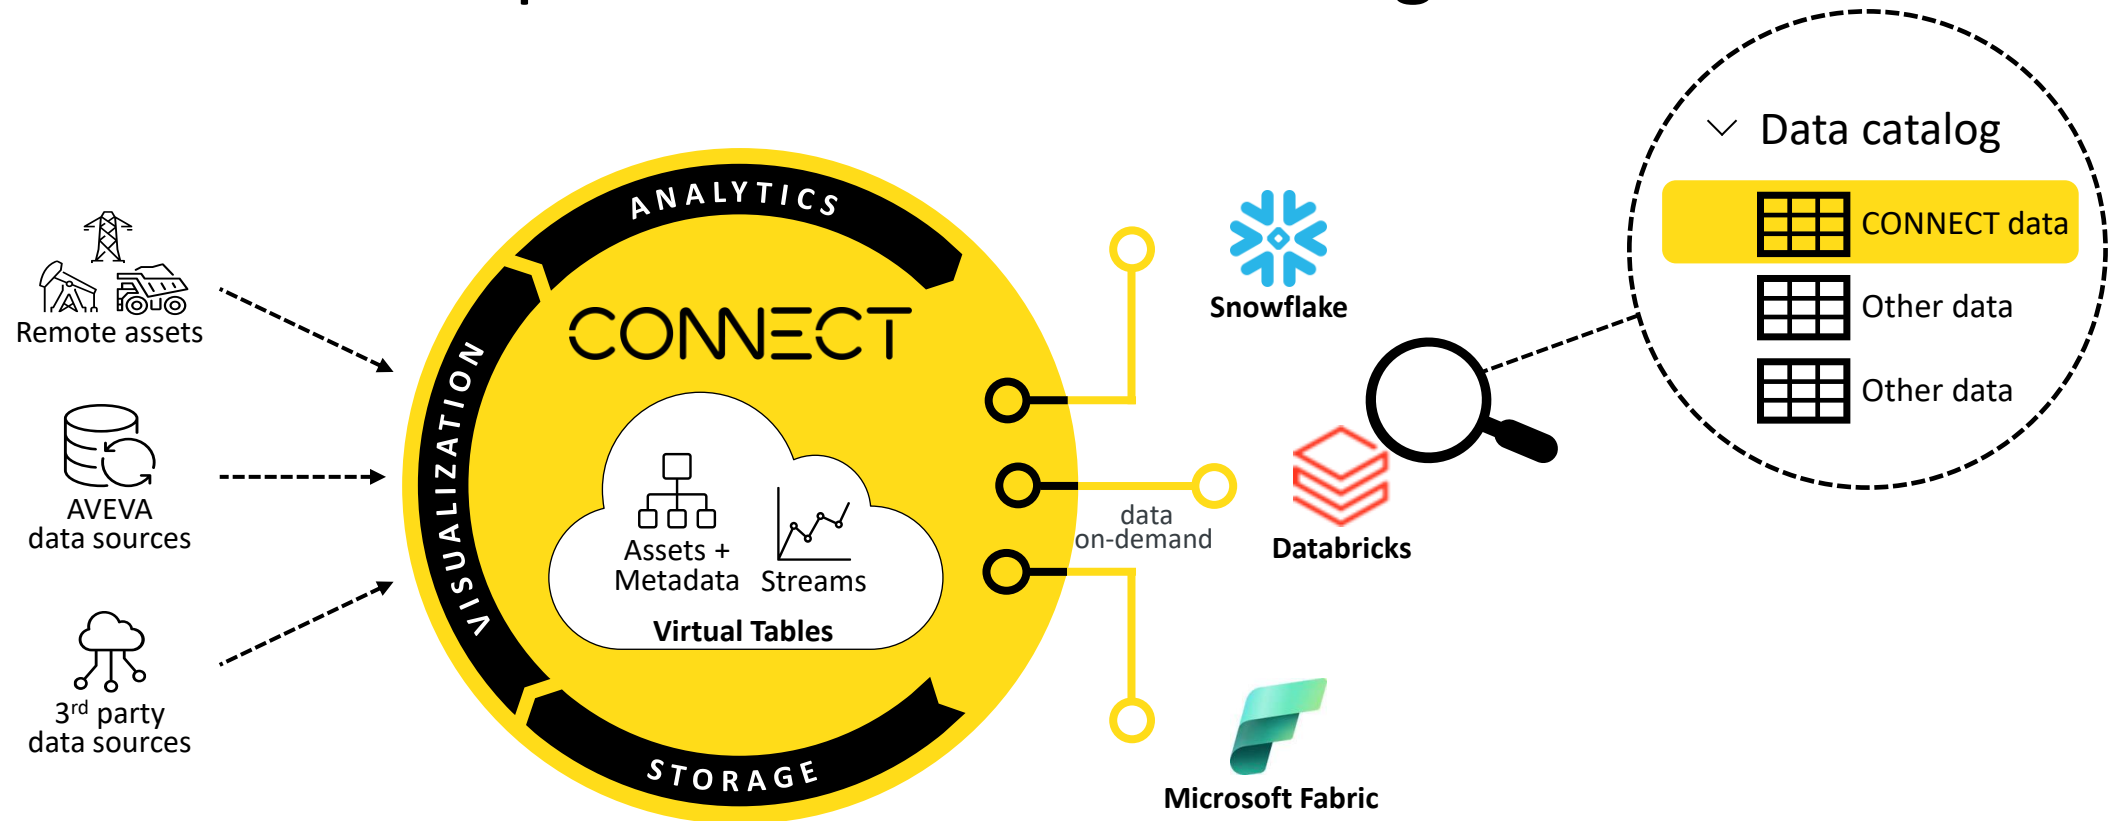 Remote assets
AVEVA
data sources
3rd party
data sources
ANALYTICS
VISUALIZATION
STORAGE
CONNECT
Assets +
Metadata
Streams
Virtual Tables
data
on-demand
Snowflake
Databricks
Microsoft Fabric
Data catalog
CONNECT data
Other data
Other data